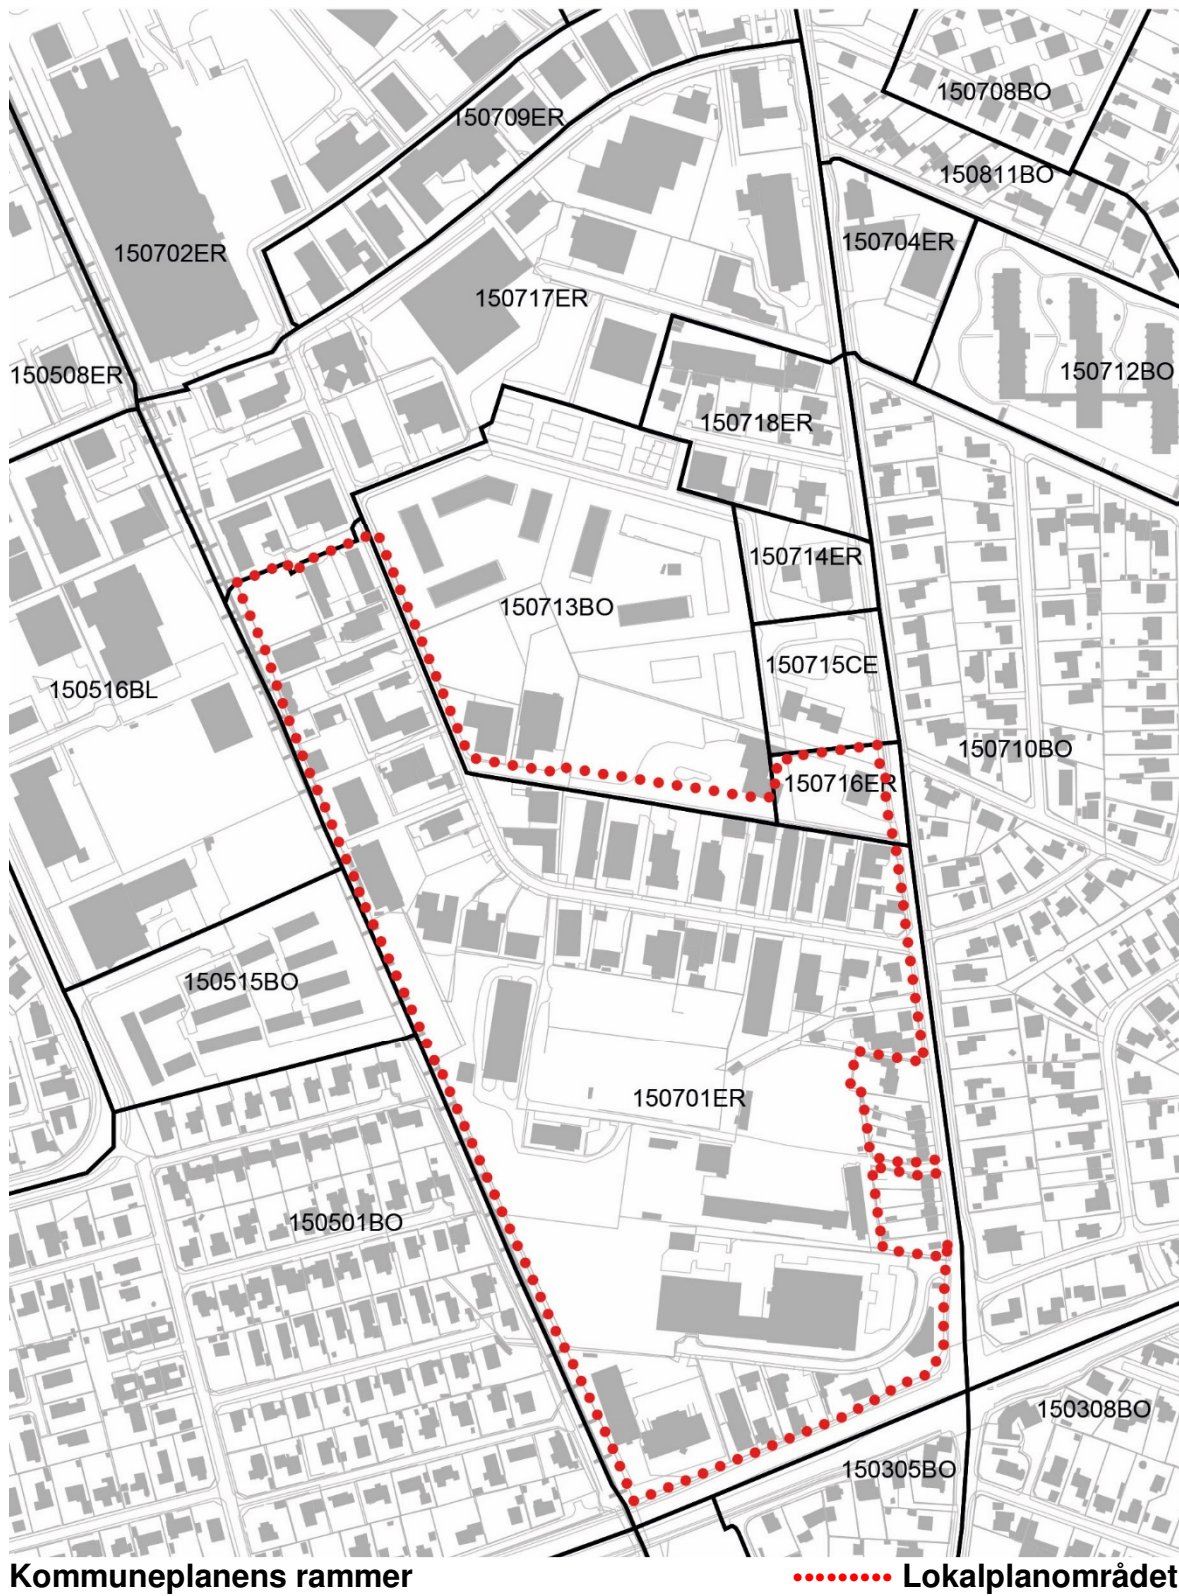 150708BO
150709ER
150811BO
150702ER
150704ER
150717ER
150508ER
150712BO
150718ER
150714ER
150713BO
150715CE
150516BL
150710BO
150716ER
150515BO
150701ER
150501BO
150308BO
150305BO
Kommuneplanens rammer
Lokalplanområdet